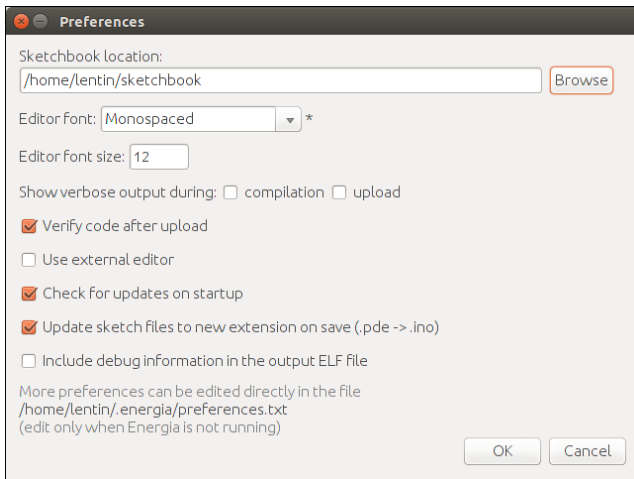 Preferences
Sketchbook location:
/home/lentin/sketchbook Browse
Editor font: Monospaced *
Editor font size: 12
Show verbose output during: compilation upload
Verify code after upload
Use external editor
Check for updates on startup
Update sketch files to new extension on save (.pde -> .ino)
Include debug information in the output ELF file
More preferences can be edited directly in the file
/home/lentin/.energia/preferences.txt
(edit only when Energia is not running)
OK Cancel